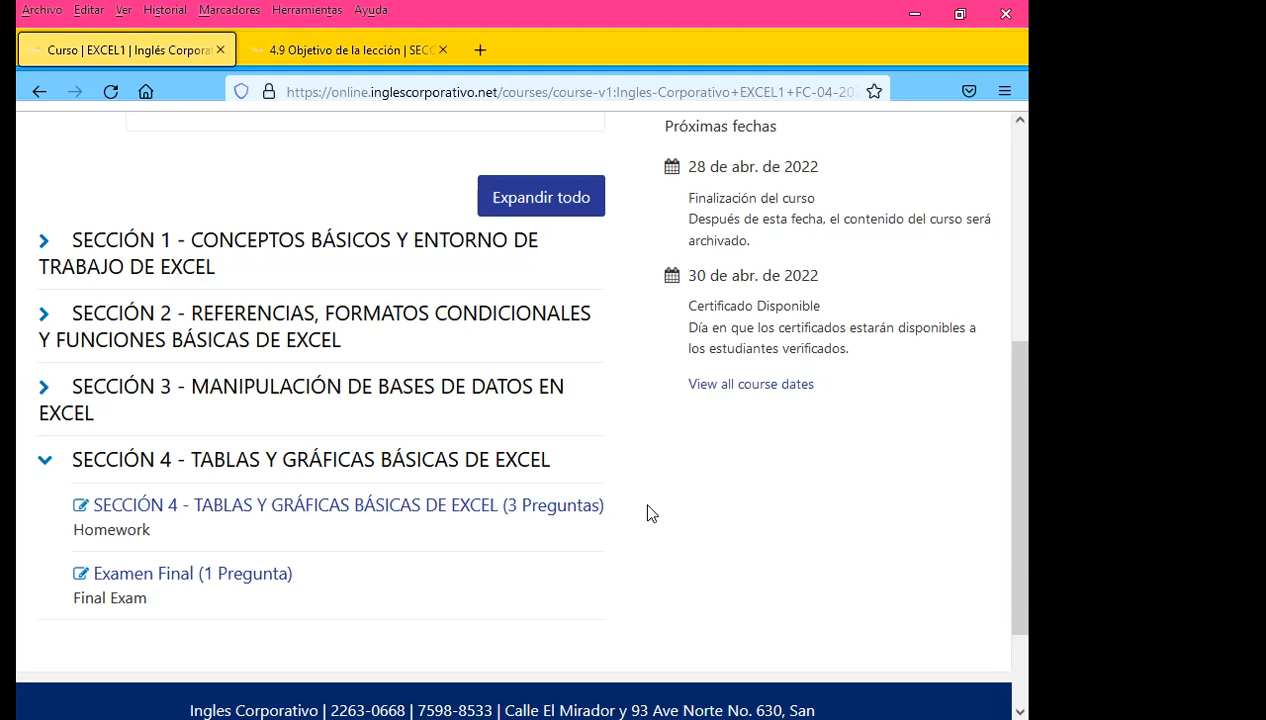 Archivo Editar Ver Historial Marcadores Herramientas Ayuda
Curso | EXCEL1 | Inglés Corpora
4.9 Objetivo de la lección | SEC
https://online.inglescorporativo.net/courses/course-v1:Ingles-Corporativo+EXCEL1+FC-04-20
Próximas fechas
28 de abr. de 2022
Finalización del curso
Después de esta fecha, el contenido del curso será
archivado.
30 de abr. de 2022
Certificado Disponible
Día en que los certificados estarán disponibles a
los estudiantes verificados.
View all course dates
Expandir todo
SECCIÓN 1 - CONCEPTOS BÁSICOS Y ENTORNO DE
TRABAJO DE EXCEL
SECCIÓN 2 - REFERENCIAS, FORMATOS CONDICIONALES
Y FUNCIONES BÁSICAS DE EXCEL
SECCIÓN 3 - MANIPULACIÓN DE BASES DE DATOS EN
EXCEL
SECCIÓN 4 - TABLAS Y GRÁFICAS BÁSICAS DE EXCEL
SECCIÓN 4 - TABLAS Y GRÁFICAS BÁSICAS DE EXCEL (3 Preguntas)
Homework
Examen Final (1 Pregunta)
Final Exam
Ingles Corporativo | 2263-0668 | 7598-8533 | Calle El Mirador y 93 Ave Norte No. 630, San